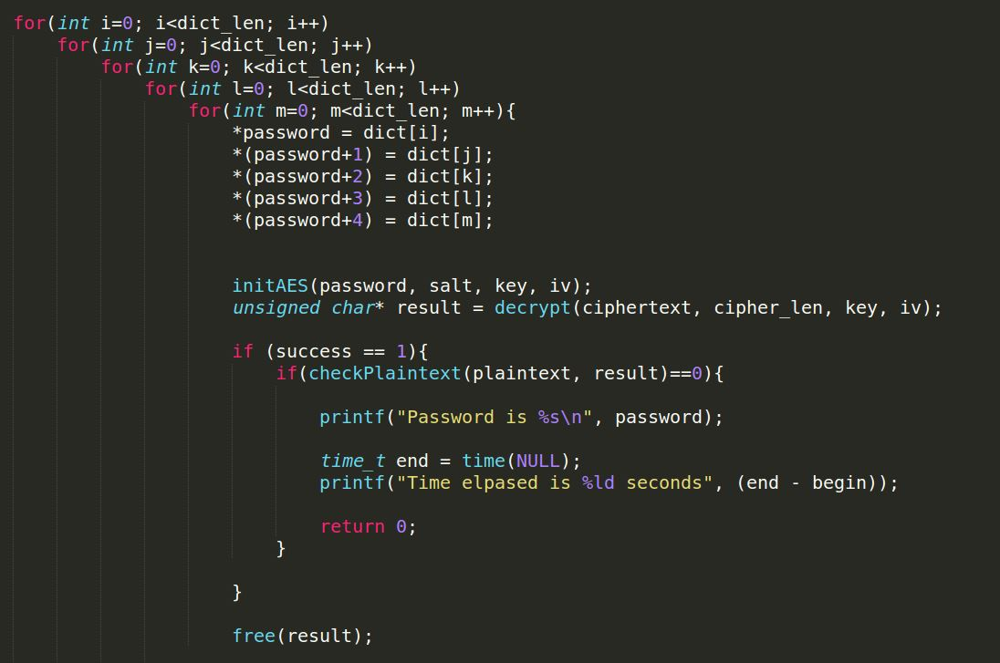 for(int i=0; i<dict_len; i++)
for(int j=0; j<dict_len; j++)
for(int k=0; k<dict_len; k++)
for(int l=0; l<dict_len; l++)
for(int m=0; m<dict_len; m++){
*password = dict[i];
*(password+1) = dict[j];
*(password+2) = dict[k];
*(password+3) = dict[l];
*(password+4) = dict[m];
initAES(password, salt, key, iv);
unsigned char* result = decrypt(ciphertext, cipher_len, key, iv);
if (success == 1){
if(checkPlaintext(plaintext, result)==0){
printf("Password is %s\n", password);
time_t end = time(NULL);
printf("Time elpased is %ld seconds", (end - begin));
return 0;
}
}
free(result);